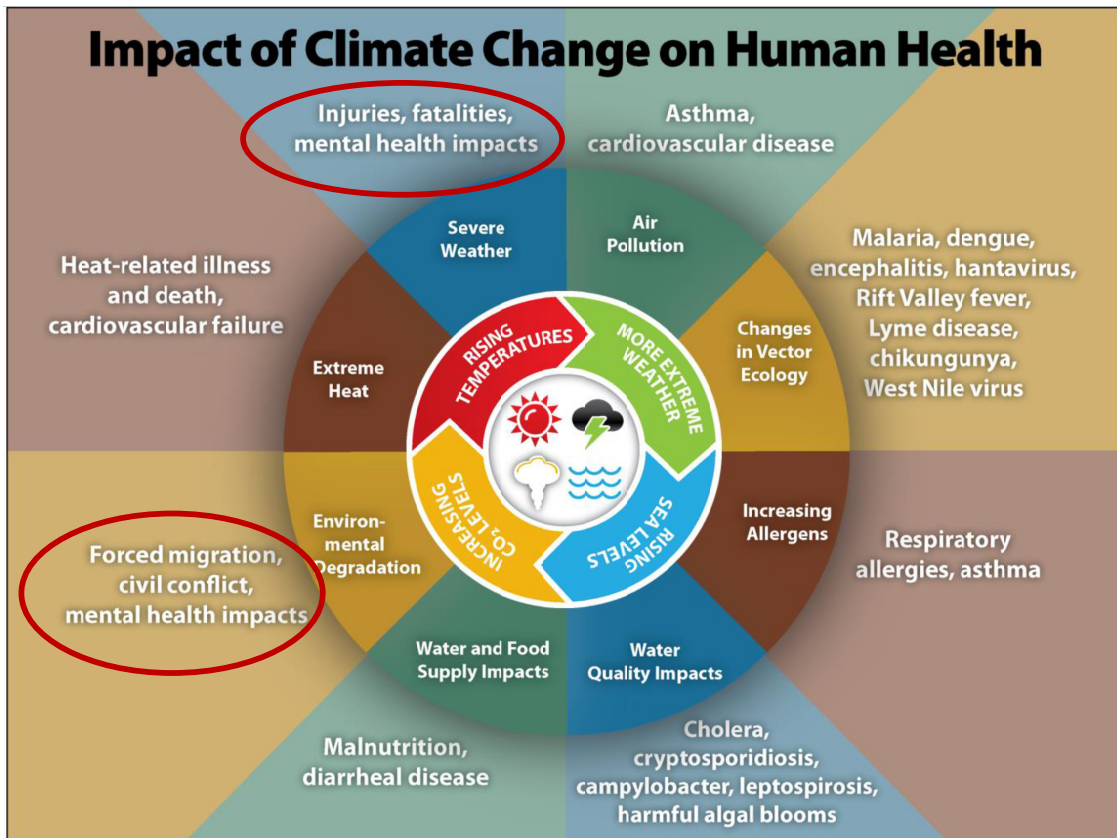 Impact of Climate Change on Human Health
Injuries, fatalities,
mental health impacts
Asthma,
cardiovascular disease
Severe
Weather
Air
Pollution
Heat-related illness
and death,
cardiovascular failure
Malaria, dengue,
encephalitis, hantavirus,
Rift Valley fever,
Lyme disease,
chikungunya,
West Nile virus
Extreme
Heat
RISING
TEMPERATURES
MORE EXTREME
WEATHER
Changes
in Vector
Ecology
Forced migration,
civil conflict,
mental health impacts
Environ-
mental
Degradation
INCREASING
CO₂ LEVELS
RISING
SEA LEVELS
Increasing
Allergens
Respiratory
allergies, asthma
Water and Food
Supply Impacts
Water
Quality Impacts
Malnutrition,
diarrheal disease
Cholera,
cryptosporidiosis,
campylobacter, leptospirosis,
harmful algal blooms